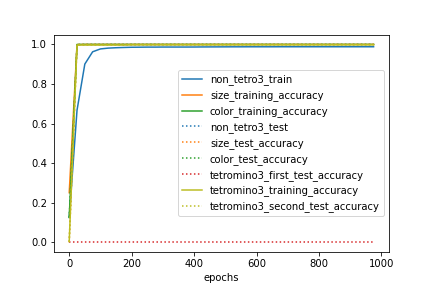 1.0
0.8
0.6
0.4
0.2
0.0
non_tetro3_train
size_training_accuracy
color_training_accuracy
non_tetro3_test
size_test_accuracy
color_test_accuracy
tetromino3_first_test_accuracy
tetromino3_training_accuracy
tetromino3_second_test_accuracy
0 200 400 600 800 1000
epochs